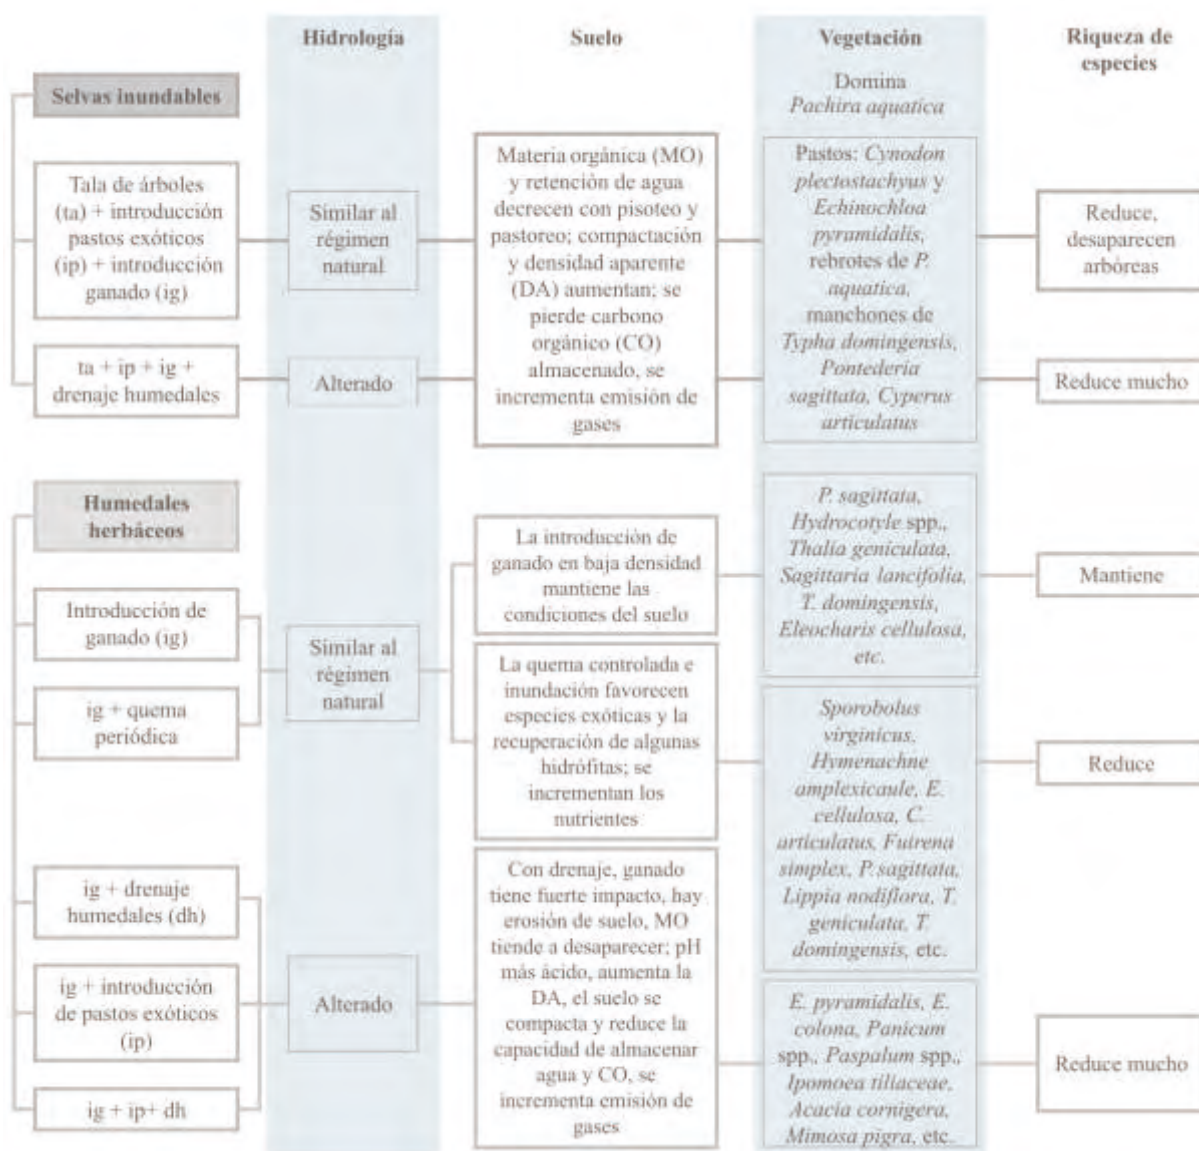 Hidrología
Suelo
Vegetación
Riqueza de
especies
Selvas inundables
Domina
Pachira aquatica
Tala de árboles
(ta) + introducción
pastos exóticos
(ip) + introducción
ganado (ig)
Similar al
régimen
natural
Materia orgánica (MO)
y retención de agua
decrecen con pisoteo y
pastoreo; compactación
y densidad aparente
(DA) aumentan; se
pierde carbono
orgánico (CO)
almacenado, se
incrementa emisión de
gases
Pastos: Cynodon
plectostachyus y
Echinochloa
pyramidalis,
rebrotes de P.
aquatica,
manchones de
Typha domingensis,
Pontederia
sagittata, Cyperus
articulatus
Reduce,
desaparecen
arbóreas
ta + ip + ig +
drenaje humedales
Alterado
Reduce mucho
Humedales
herbáceos
Introducción de
ganado (ig)
ig + quema
periódica
Similar al
régimen
natural
La introducción de
ganado en baja densidad
mantiene las
condiciones del suelo
P. sagittata,
Hydrocotyle spp.,
Thalia geniculata,
Sagittaria lancifolia,
T. domingensis,
Eleocharis cellulosa,
etc.
Mantiene
La quema controlada e
inundación favorecen
especies exóticas y la
recuperación de algunas
hidrófitas; se
incrementan los
nutrientes
Sporobolus
virginicus,
Hymenachne
amplexicaule, E.
cellulosa, C.
articulatus, Fuirena
simplex, P. sagittata,
Lippia nodiflora, T.
geniculata, T.
domingensis, etc.
Reduce
ig + drenaje
humedales (dh)
ig + introducción
de pastos exóticos
(ip)
ig + ip+ dh
Alterado
Con drenaje, ganado
tiene fuerte impacto, hay
erosión de suelo, MO
tiende a desaparecer; pH
más ácido, aumenta la
DA, el suelo se
compacta y reduce la
capacidad de almacenar
agua y CO, se
incrementa emisión de
gases
E. pyramidalis, E.
colona, Panicum
spp., Paspalum spp.,
Ipomoea tiliaceae,
Acacia cornigera,
Mimosa pigra, etc.
Reduce mucho